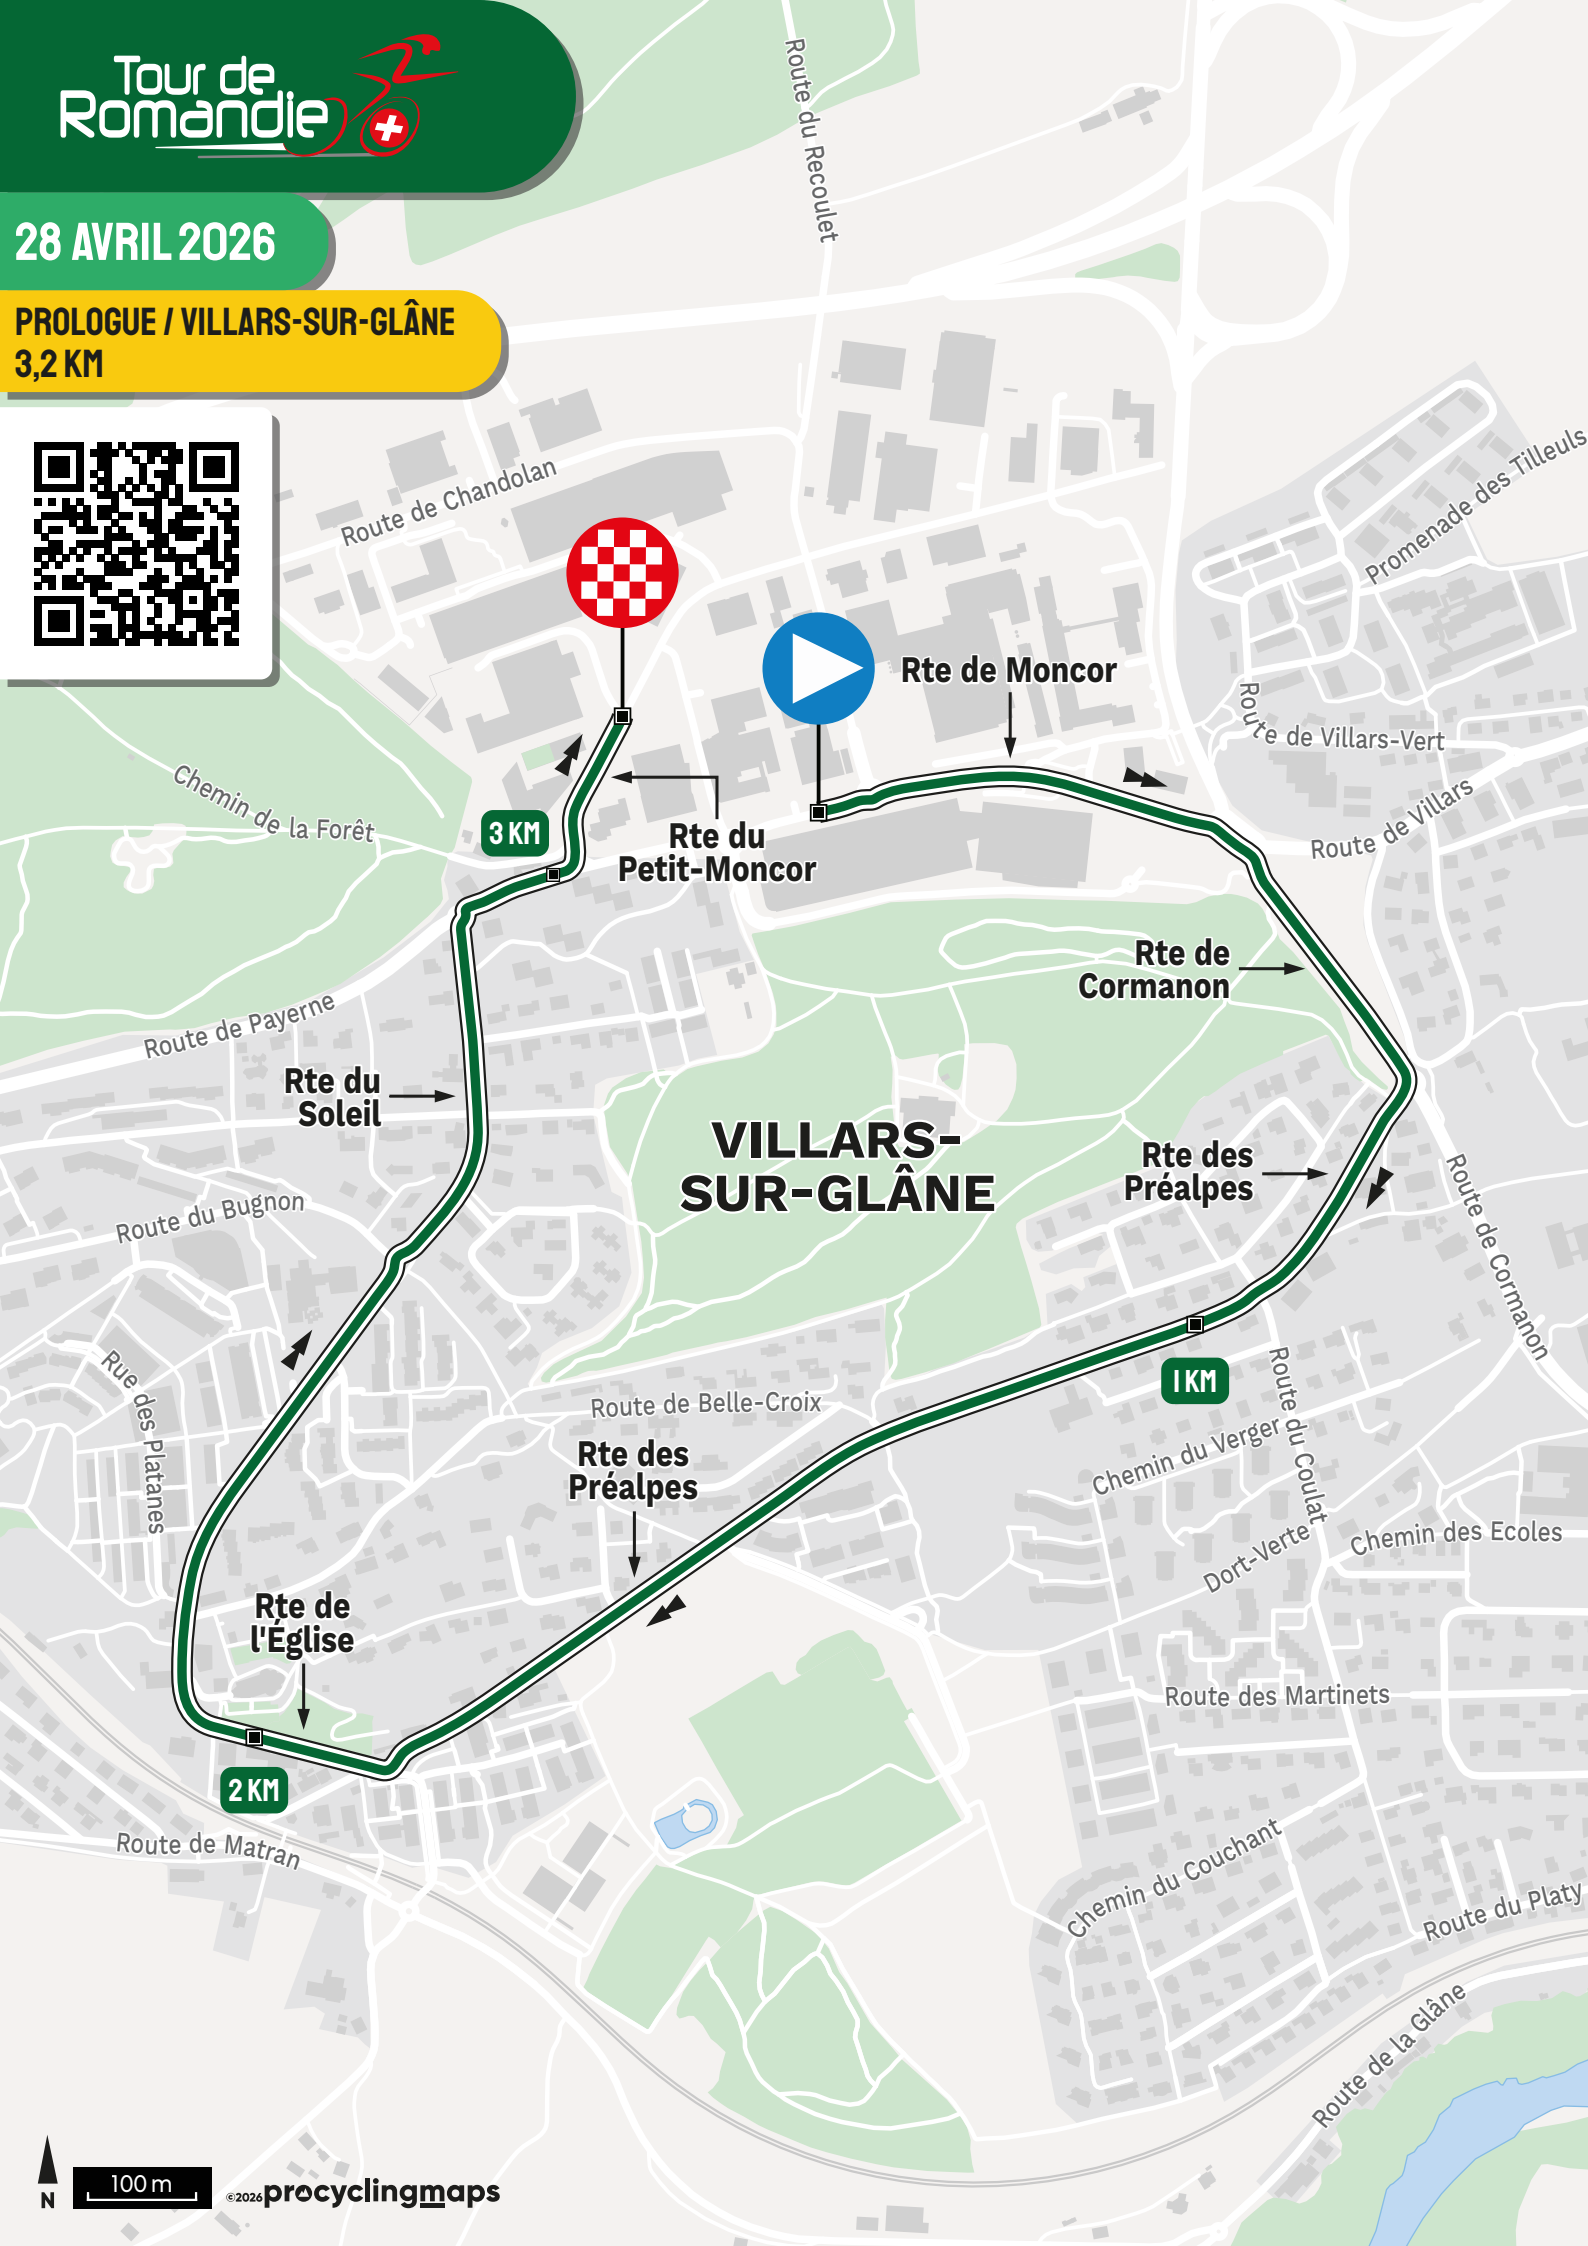 Tour de
Romandie
28 AVRIL 2026
PROLOGUE / VILLARS-SUR-GLÂNE
3,2 KM
Route du Recoulet
Route de Chandolan
Promenade des Tilleuls
Rte de Moncor
Route de Villars-Vert
Route de Villars
Chemin de la Forêt
3 KM
Rte du
Petit-Moncor
Rte de
Cormanon
Route de Payerne
Rte du
Soleil
VILLARS-
SUR-GLÂNE
Rte des
Préalpes
Route du Bugnon
Route de Cormanon
1 KM
Rue des Platanes
Route de Belle-Croix
Route du Coulat
Chemin du Verger
Rte des
Préalpes
Chemin des Ecoles
Dort-Verte
Rte de
l'Église
Route des Martinets
2 KM
Route de Matran
Chemin du Couchant
Route du Platy
Route de la Glâne
N
100 m
©2026 procyclingmaps